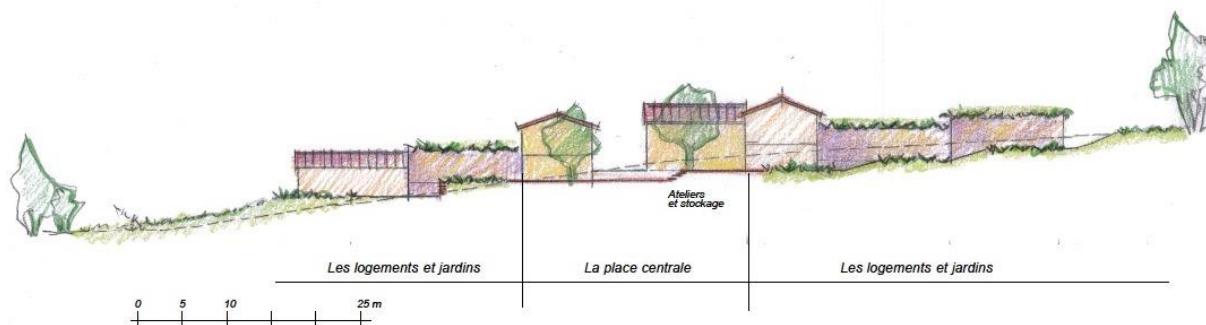 Ateliers
et stockage
Les logements et jardins
La place centrale
Les logements et jardins
0 5 10 25 m